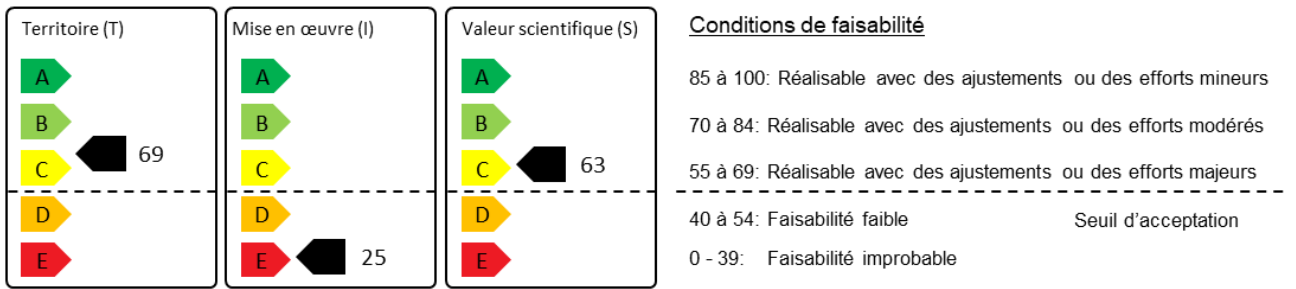 Territoire (T)
A
B
C
69
D
E
Mise en œuvre (I)
A
B
C
D
E
25
Valeur scientifique (S)
A
B
C
63
D
E
Conditions de faisabilité
85 à 100: Réalisable avec des ajustements ou des efforts mineurs
70 à 84: Réalisable avec des ajustements ou des efforts modérés
55 à 69: Réalisable avec des ajustements ou des efforts majeurs
40 à 54: Faisabilité faible
Seuil d’acceptation
0 - 39: Faisabilité improbable